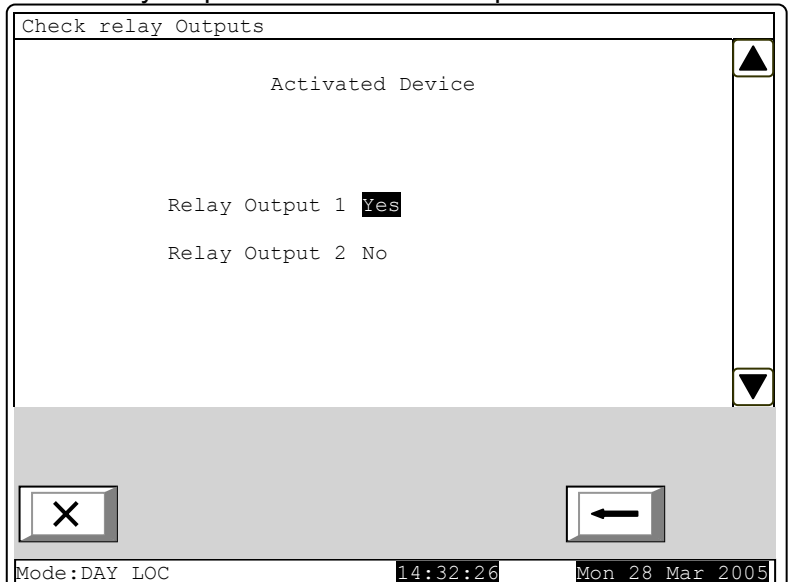 Check relay Outputs
Activated Device
Relay Output 1 Yes
Relay Output 2 No
Mode:DAY LOC 14:32:26 Mon 28 Mar 2005